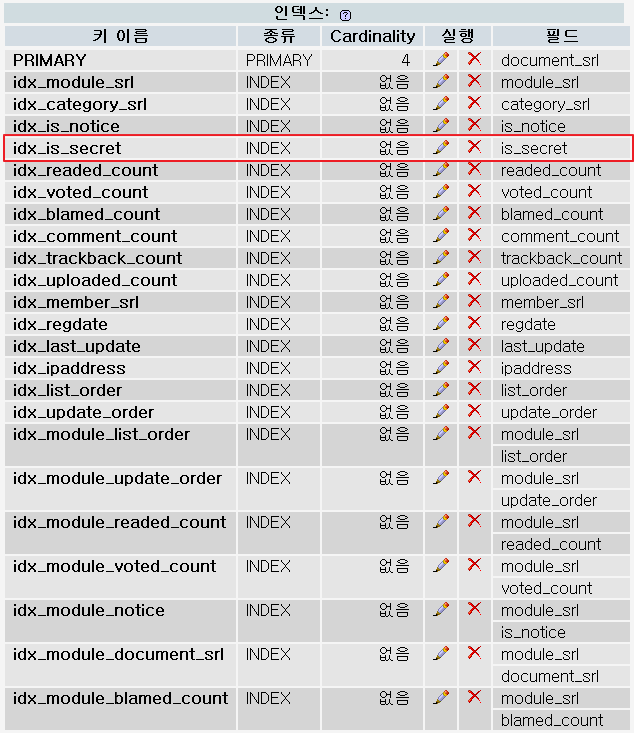 인덱스: ?
키 이름 종류 Cardinality 실행 필드
PRIMARY PRIMARY 4 document_srl
idx_module_srl INDEX 없음 module_srl
idx_category_srl INDEX 없음 category_srl
idx_is_notice INDEX 없음 is_notice
idx_is_secret INDEX 없음 is_secret
idx_readed_count INDEX 없음 readed_count
idx_voted_count INDEX 없음 voted_count
idx_blamed_count INDEX 없음 blamed_count
idx_comment_count INDEX 없음 comment_count
idx_trackback_count INDEX 없음 trackback_count
idx_uploaded_count INDEX 없음 uploaded_count
idx_member_srl INDEX 없음 member_srl
idx_regdate INDEX 없음 regdate
idx_last_update INDEX 없음 last_update
idx_ipaddress INDEX 없음 ipaddress
idx_list_order INDEX 없음 list_order
idx_update_order INDEX 없음 update_order
idx_module_list_order INDEX 없음 module_srl
list_order
idx_module_update_order INDEX 없음 module_srl
update_order
idx_module_readed_count INDEX 없음 module_srl
readed_count
idx_module_voted_count INDEX 없음 module_srl
voted_count
idx_module_notice INDEX 없음 module_srl
is_notice
idx_module_document_srl INDEX 없음 module_srl
document_srl
idx_module_blamed_count INDEX 없음 module_srl
blamed_count